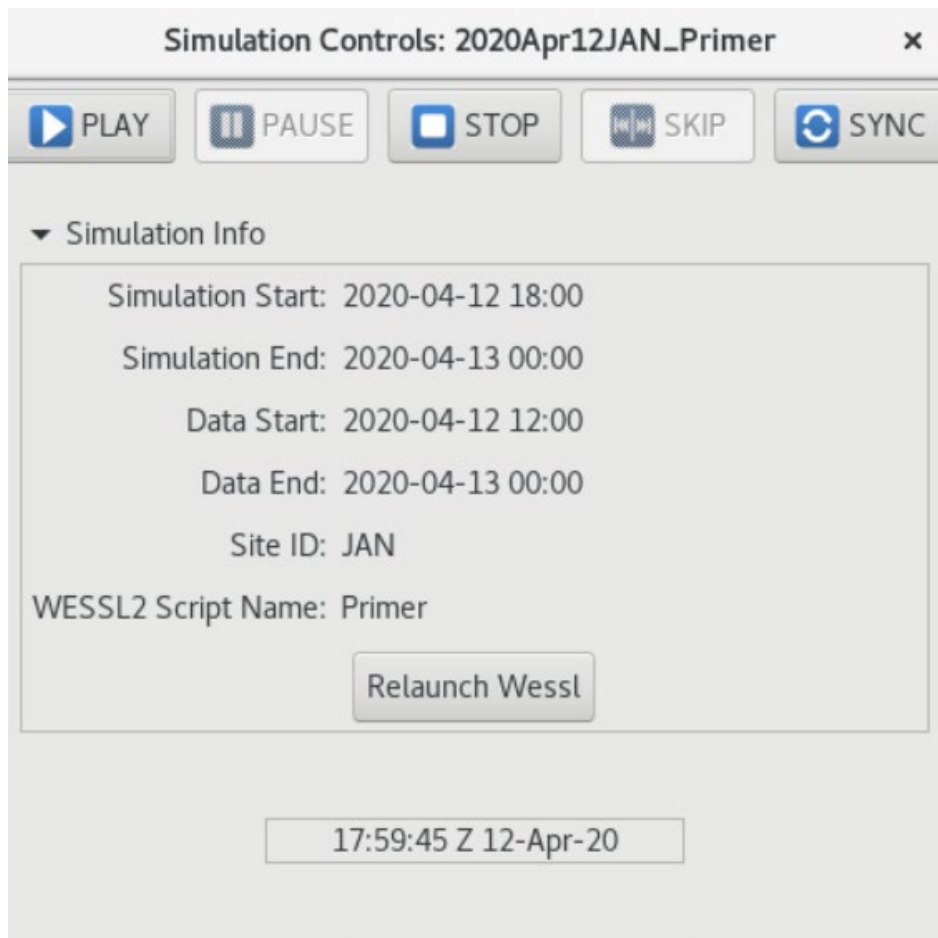 Simulation Controls: 2020Apr12JAN_Primer ×
PLAY PAUSE STOP SKIP SYNC
Simulation Info
Simulation Start: 2020-04-12 18:00
Simulation End: 2020-04-13 00:00
Data Start: 2020-04-12 12:00
Data End: 2020-04-13 00:00
Site ID: JAN
WESSL2 Script Name: Primer
Relaunch Wessl
17:59:45 Z 12-Apr-20